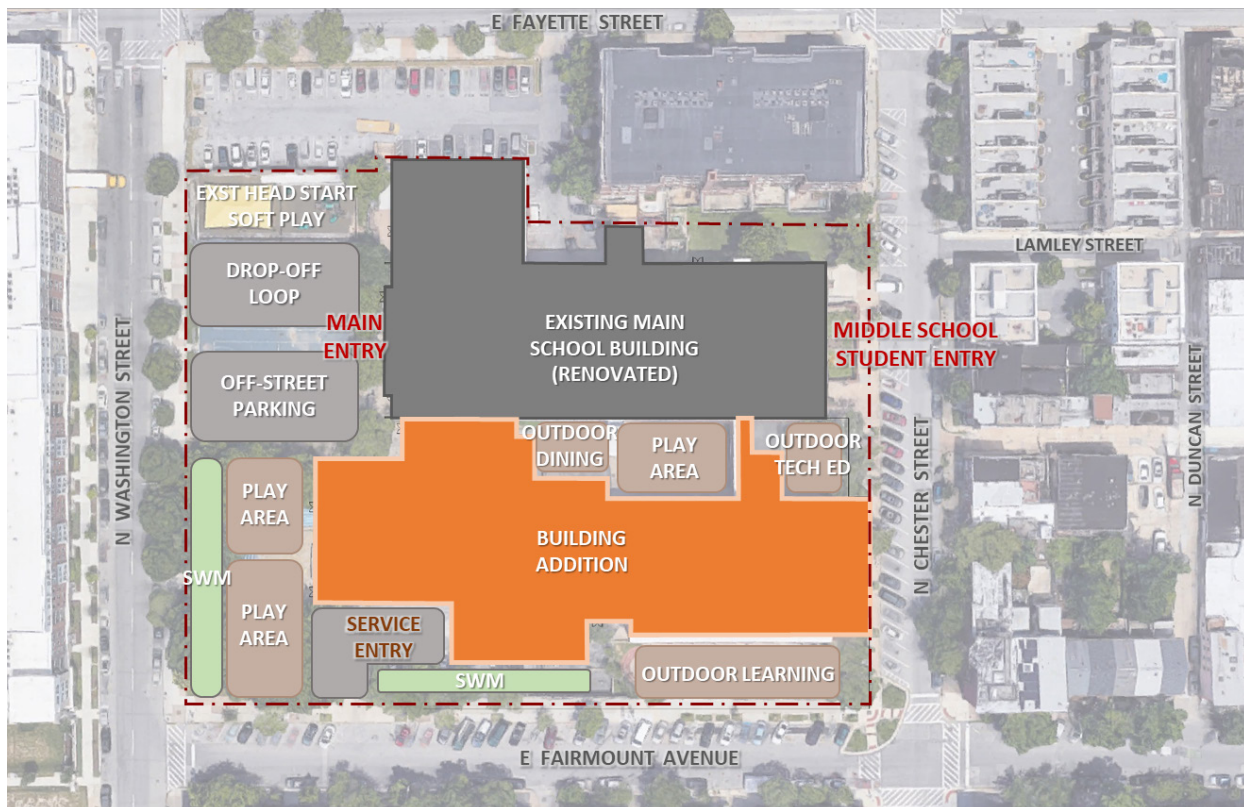 E FAYETTE STREET
EXST HEAD START
SOFT PLAY
DROP-OFF
LOOP
MAIN
ENTRY
EXISTING MAIN
SCHOOL BUILDING
(RENOVATED)
MIDDLE SCHOOL
STUDENT ENTRY
LAMLEY STREET
OFF-STREET
PARKING
N WASHINGTON STREET
N CHESTER STREET
N DUNCAN STREET
OUTDOOR
DINING
PLAY
AREA
OUTDOOR
TECH ED
PLAY
AREA
BUILDING
ADDITION
SWM
PLAY
AREA
SERVICE
ENTRY
SWM
OUTDOOR LEARNING
E FAIRMOUNT AVENUE